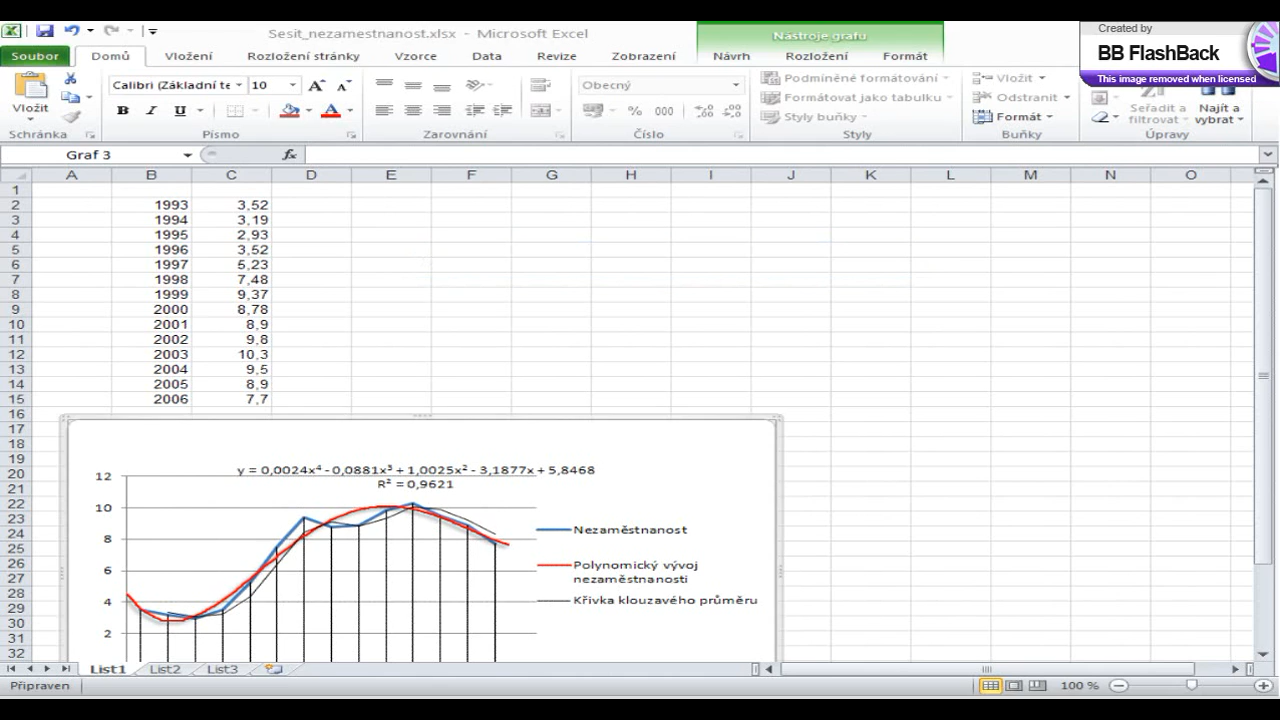 Sesit_nezamestnanost.xlsx - Microsoft Excel
Nástroje grafu
Created by
BB FlashBack
This image removed when licensed
Soubor Domů Vložení Rozložení stránky Vzorce Data Revize Zobrazení Návrh Rozložení Formát
Vložit
Calibri (Základní te 10
B I U
Obecný
% 000
Podmíněné formátování
Formátovat jako tabulku
Styly buňky
Vložit
Odstranit
Formát
Seřadit a filtrovat
Najít a vybrat
Schránka Písmo Zarovnání Číslo Styly Buňky Úpravy
Graf 3 fx
A B C D E F G H I J K L M N O
1
2 1993 3,52
3 1994 3,19
4 1995 2,93
5 1996 3,52
6 1997 5,23
7 1998 7,48
8 1999 9,37
9 2000 8,78
10 2001 8,9
11 2002 9,8
12 2003 10,3
13 2004 9,5
14 2005 8,9
15 2006 7,7
16
17
18
19
20
21
22
23
24
25
26
27
28
29
30
31
32
y = 0,0024x⁴ - 0,0881x³ + 1,0025x² - 3,1877x + 5,8468
R² = 0,9621
12
10
8
6
4
2
Nezaměstnanost
Polynomický vývoj
nezaměstnanosti
Křivka klouzavého průměru
List1 List2 List3
Připraven 100 %